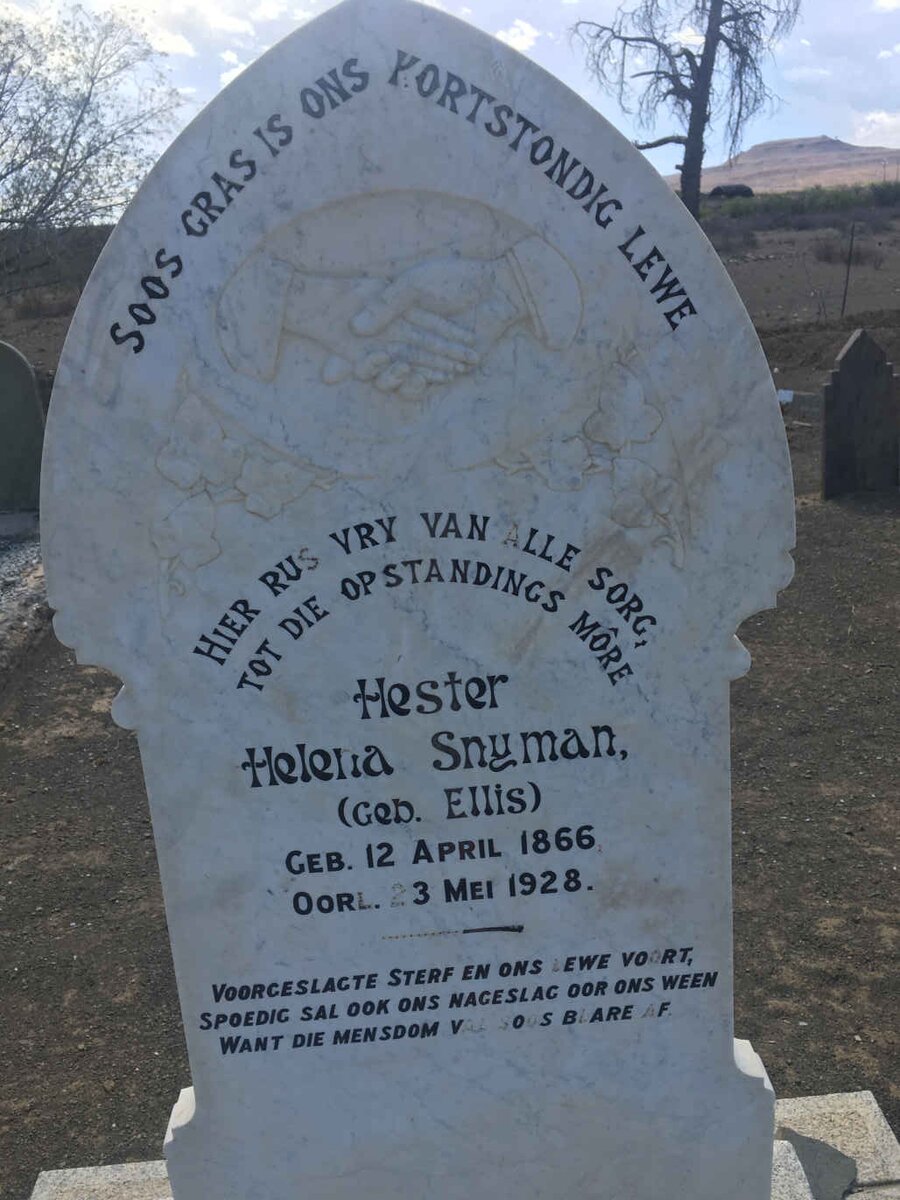 SOOS GRAS IS ONS KORTSTONDIG LEWE
HIER RUS VRY VAN ALLE SORG,
TOT DIE OPSTANDINGS MÔRE
Hester
Helena Snyman,
(Geb. Ellis)
GEB. 12 APRIL 1866,
OORL. 23 MEI 1928.
VOORGESLAGTE STERF EN ONS LEWE VOORT,
SPOEDIG SAL OOK ONS NAGESLAG OOR ONS WEEN
WANT DIE MENSDOM VAL SOOS BLARE AF.